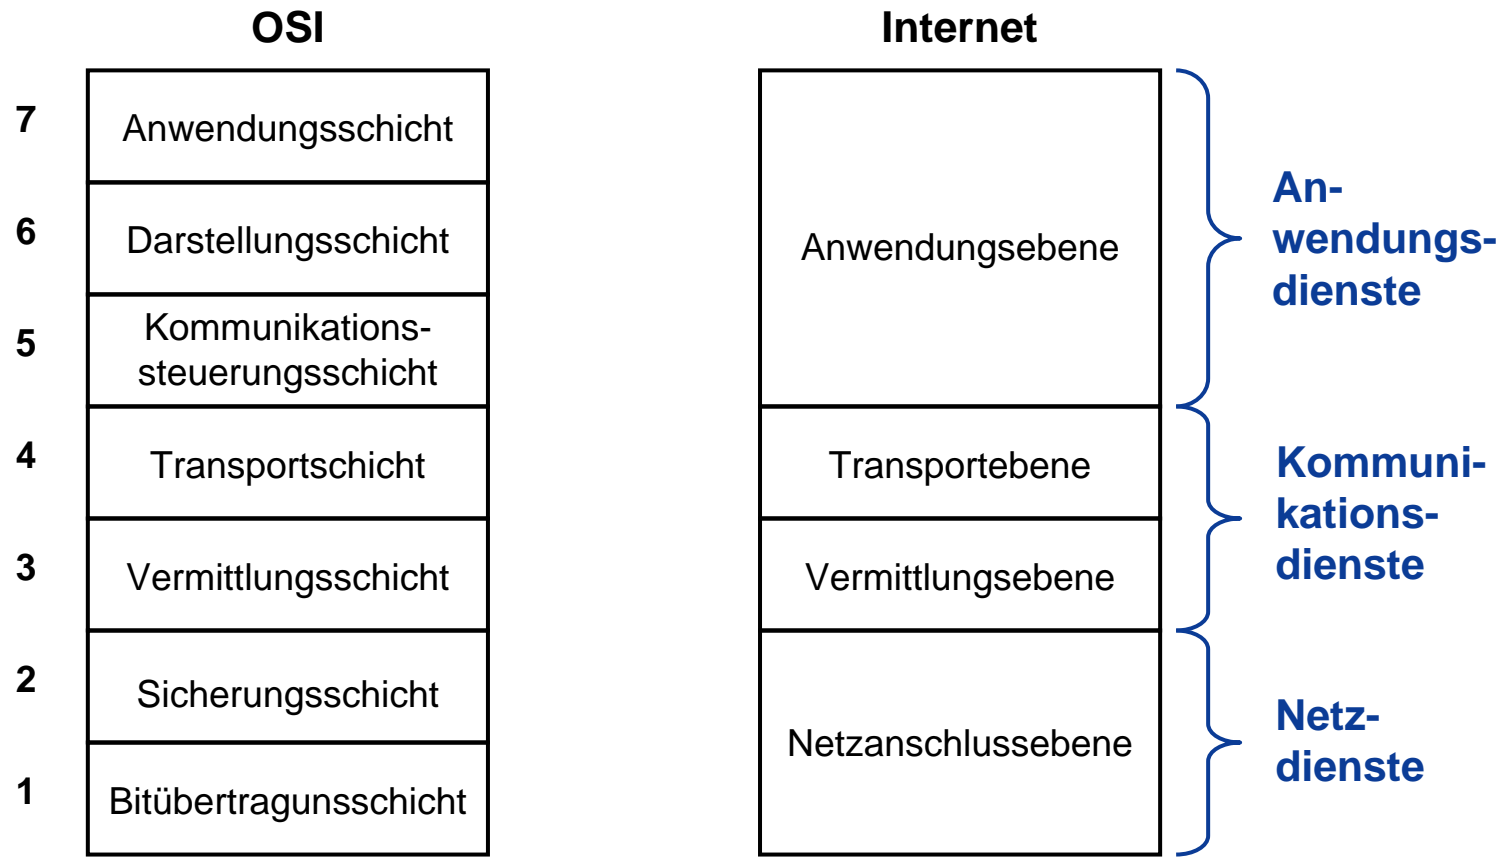 OSI
7
Anwendungsschicht
6
Darstellungsschicht
5
Kommunikations-
steuerungsschicht
4
Transportschicht
3
Vermittlungsschicht
2
Sicherungsschicht
1
Bitübertragunsschicht
Internet
Anwendungsebene
Transportebene
Vermittlungsebene
Netzanschlussebene
An-
wendungs-
dienste
Kommuni-
kations-
dienste
Netz-
dienste